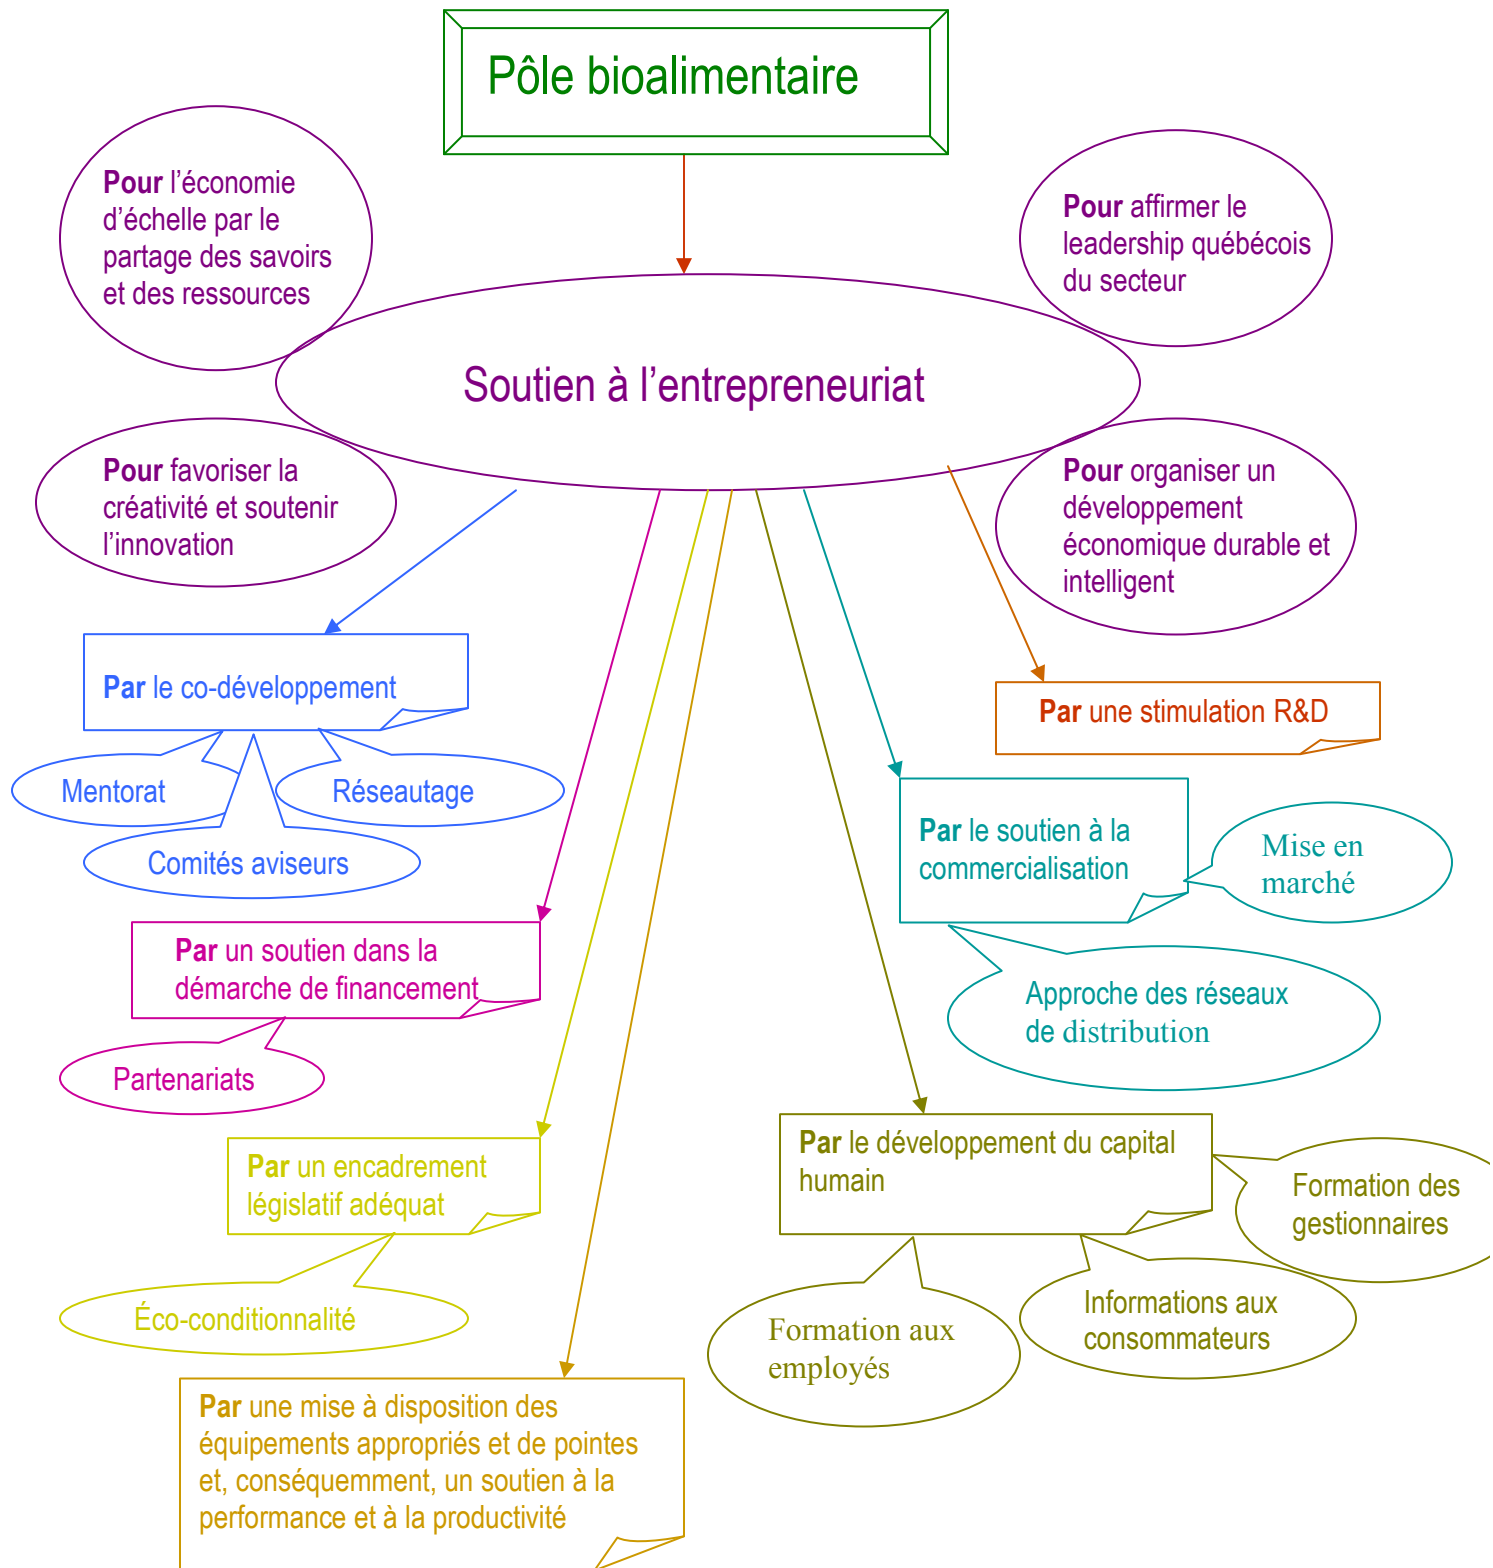 Pôle bioalimentaire
Pour l’économie
d’échelle par le
partage des savoirs
et des ressources
Pour affirmer le
leadership québécois
du secteur
Soutien à l’entrepreneuriat
Pour favoriser la
créativité et soutenir
l’innovation
Pour organiser un
développement
économique durable et
intelligent
Par le co-développement
Mentorat
Réseautage
Comités aviseurs
Par une stimulation R&D
Par le soutien à la
commercialisation
Mise en
marché
Approche des réseaux
de distribution
Par un soutien dans la
démarche de financement
Partenariats
Par un encadrement
législatif adéquat
Éco-conditionnalité
Par le développement du capital
humain
Formation des
gestionnaires
Informations aux
consommateurs
Formation aux
employés
Par une mise à disposition des
équipements appropriés et de pointes
et, conséquemment, un soutien à la
performance et à la productivité